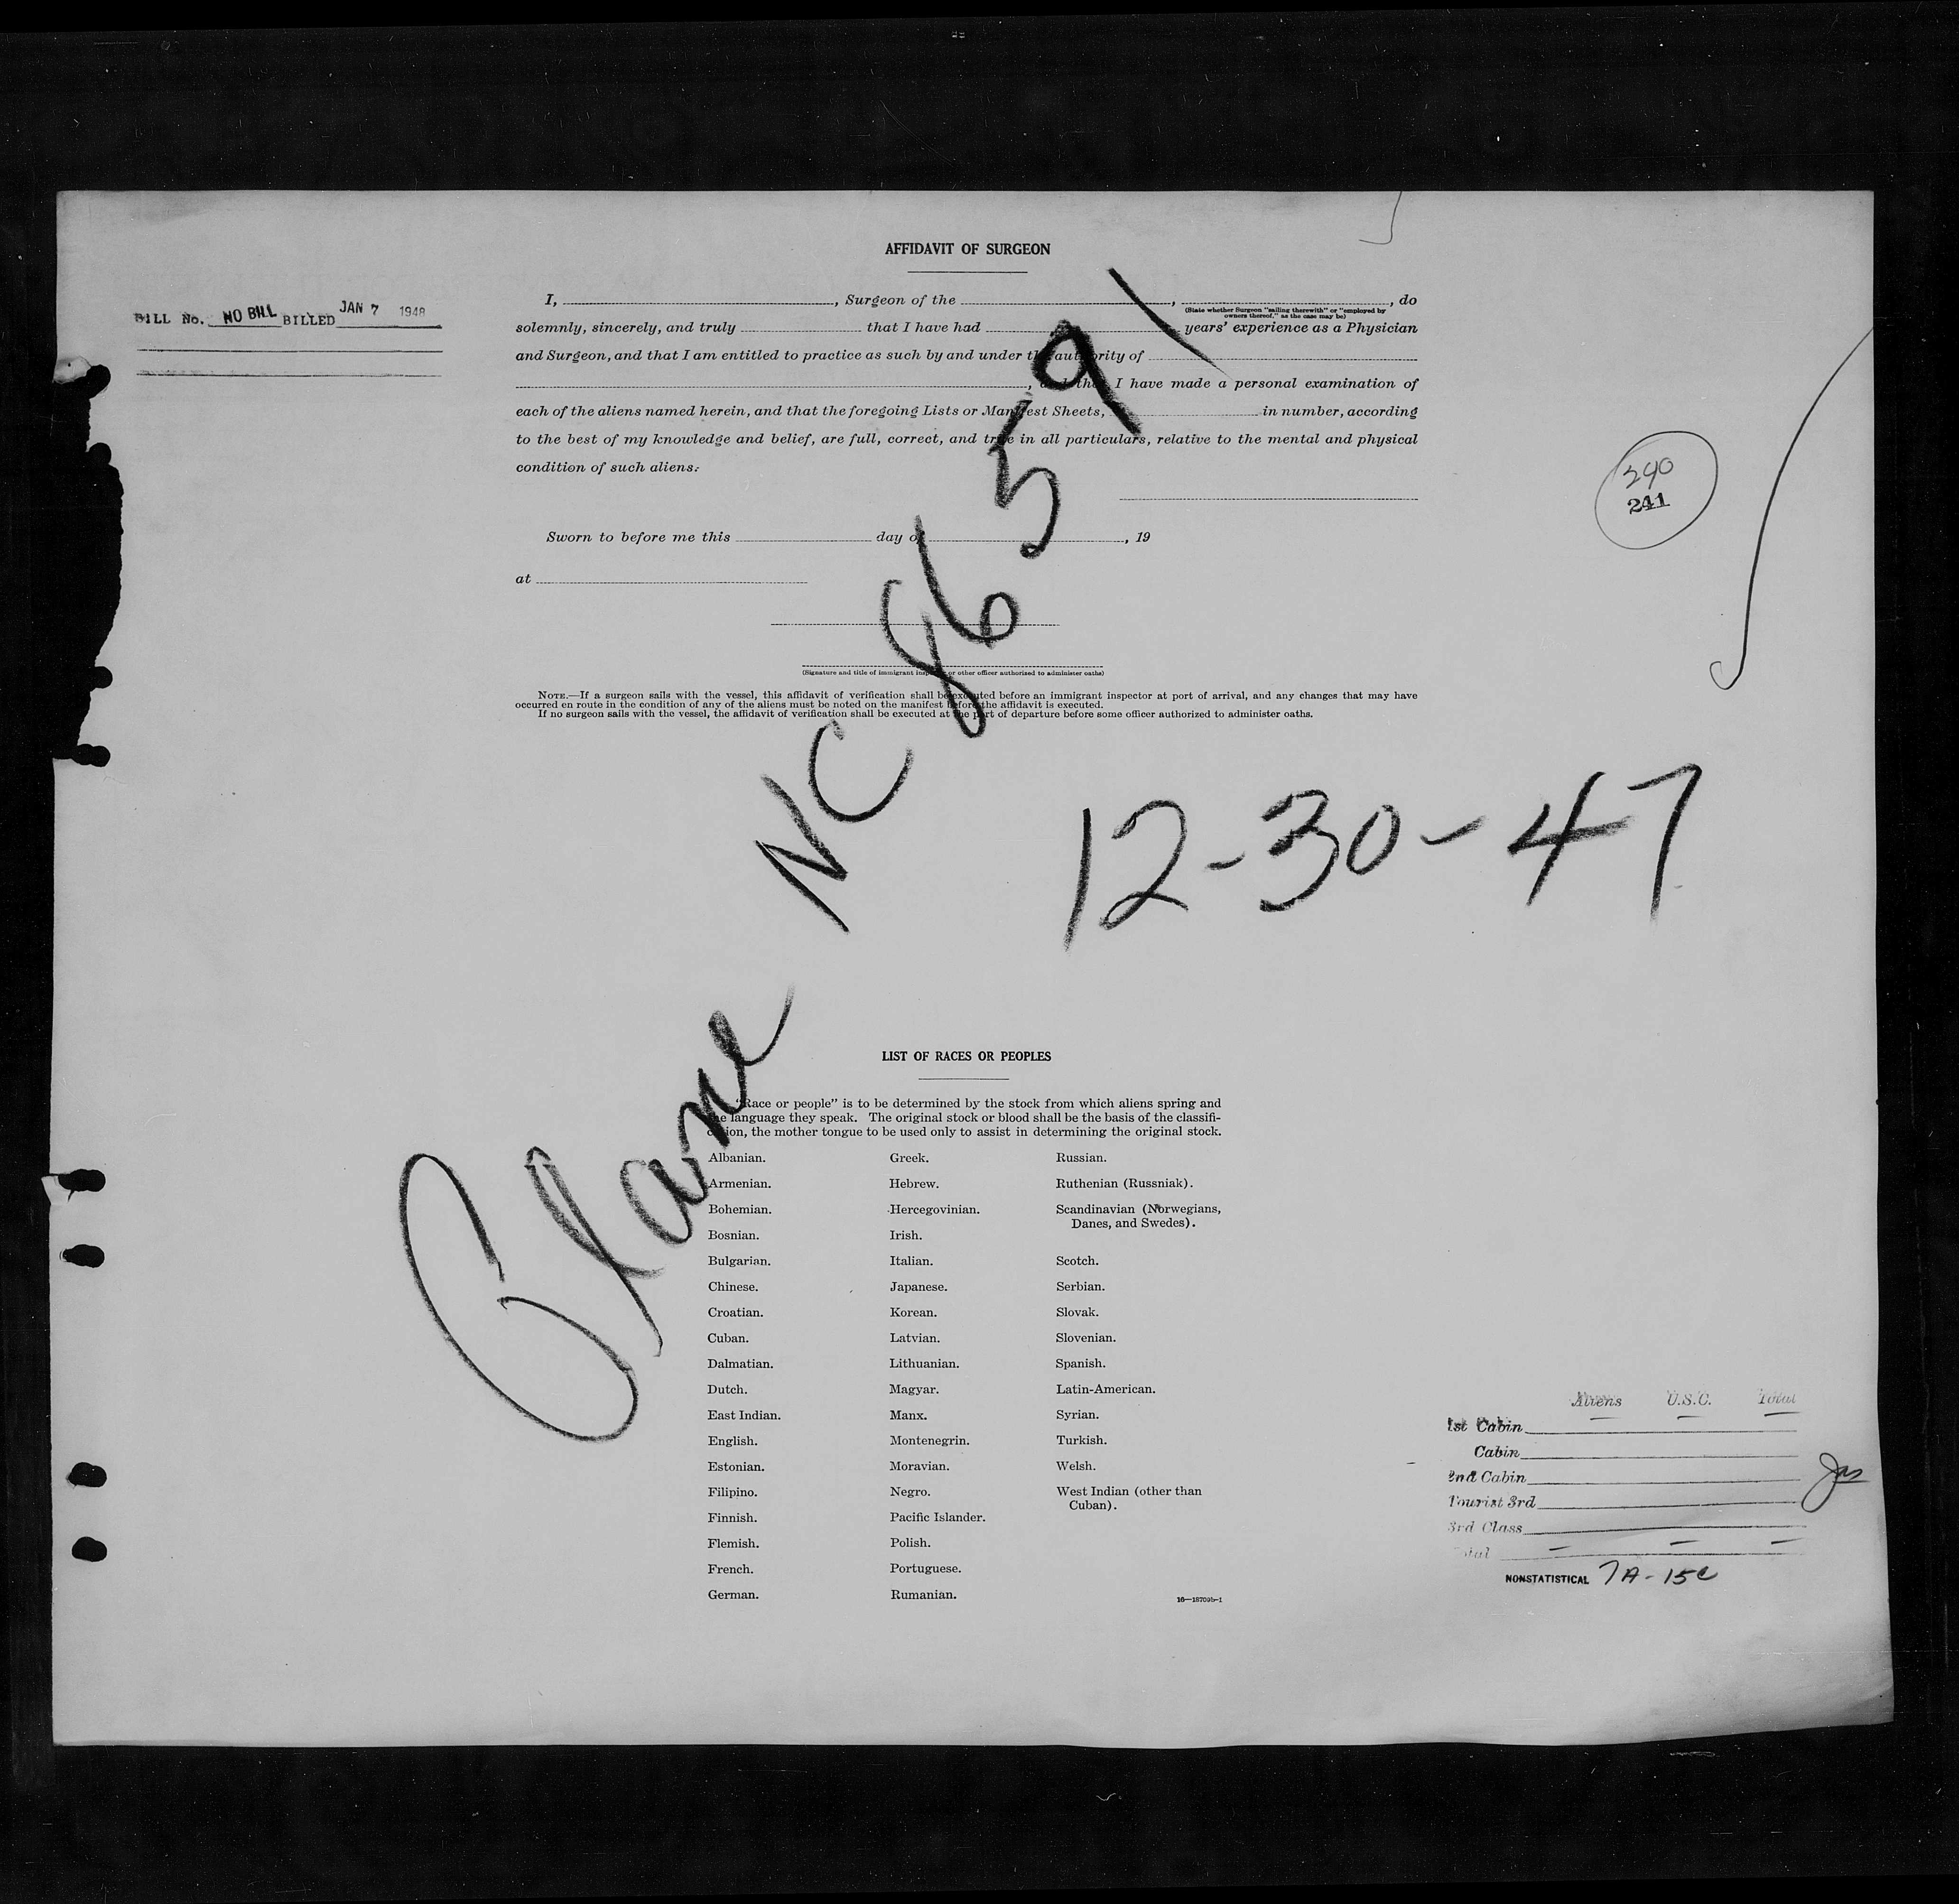 AFFIDAVIT OF SURGEON
BILL No. NO BILL BILLED JAN 7 1948
I, , Surgeon of the , , do
(State whether Surgeon "sailing therewith" or "employed by
owners thereof," as the case may be)
solemnly, sincerely, and truly that I have had years' experience as a Physician
and Surgeon, and that I am entitled to practice as such by and under the authority of
, and that I have made a personal examination of
each of the aliens named herein, and that the foregoing Lists or Manifest Sheets, in number, according
to the best of my knowledge and belief, are full, correct, and true in all particulars, relative to the mental and physical
condition of such aliens.
241
Sworn to before me this day of , 19
at
(Signature and title of immigrant inspector or other officer authorized to administer oaths)
NOTE.—If a surgeon sails with the vessel, this affidavit of verification shall be executed before an immigrant inspector at port of arrival, and any changes that may have
occurred en route in the condition of any of the aliens must be noted on the manifest before the affidavit is executed.
If no surgeon sails with the vessel, the affidavit of verification shall be executed at the port of departure before some officer authorized to administer oaths.
Plane NC 86591
12-30-47
LIST OF RACES OR PEOPLES
"Race or people" is to be determined by the stock from which aliens spring and
the language they speak. The original stock or blood shall be the basis of the classifi-
cation, the mother tongue to be used only to assist in determining the original stock.
Albanian.
Armenian.
Bohemian.
Bosnian.
Bulgarian.
Chinese.
Croatian.
Cuban.
Dalmatian.
Dutch.
East Indian.
English.
Estonian.
Filipino.
Finnish.
Flemish.
French.
German.
Greek.
Hebrew.
Hercegovinian.
Irish.
Italian.
Japanese.
Korean.
Latvian.
Lithuanian.
Magyar.
Manx.
Montenegrin.
Moravian.
Negro.
Pacific Islander.
Polish.
Portuguese.
Rumanian.
Russian.
Ruthenian (Russniak).
Scandinavian (Norwegians,
Danes, and Swedes).
Scotch.
Serbian.
Slovak.
Slovenian.
Spanish.
Latin-American.
Syrian.
Turkish.
Welsh.
West Indian (other than
Cuban).
16—18709b-1
Aliens U.S.C. Total
1st Cabin
Cabin
2nd Cabin
Tourist 3rd
3rd Class
Total
NONSTATISTICAL 7A-15C